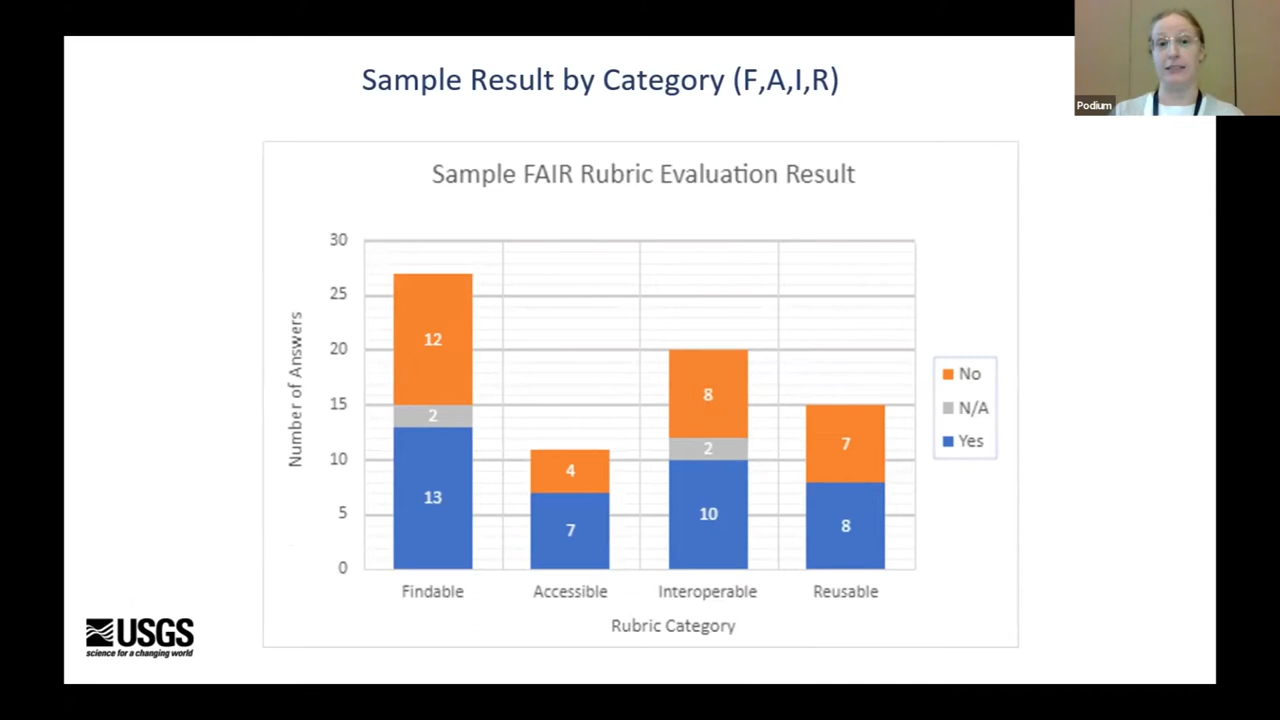 Sample Result by Category (F,A,I,R)
Podium
Sample FAIR Rubric Evaluation Result
Number of Answers
30
25
20
15
10
5
0
12
2
13
4
7
8
2
10
7
8
No
N/A
Yes
Findable
Accessible
Interoperable
Reusable
Rubric Category
USGS
science for a changing world